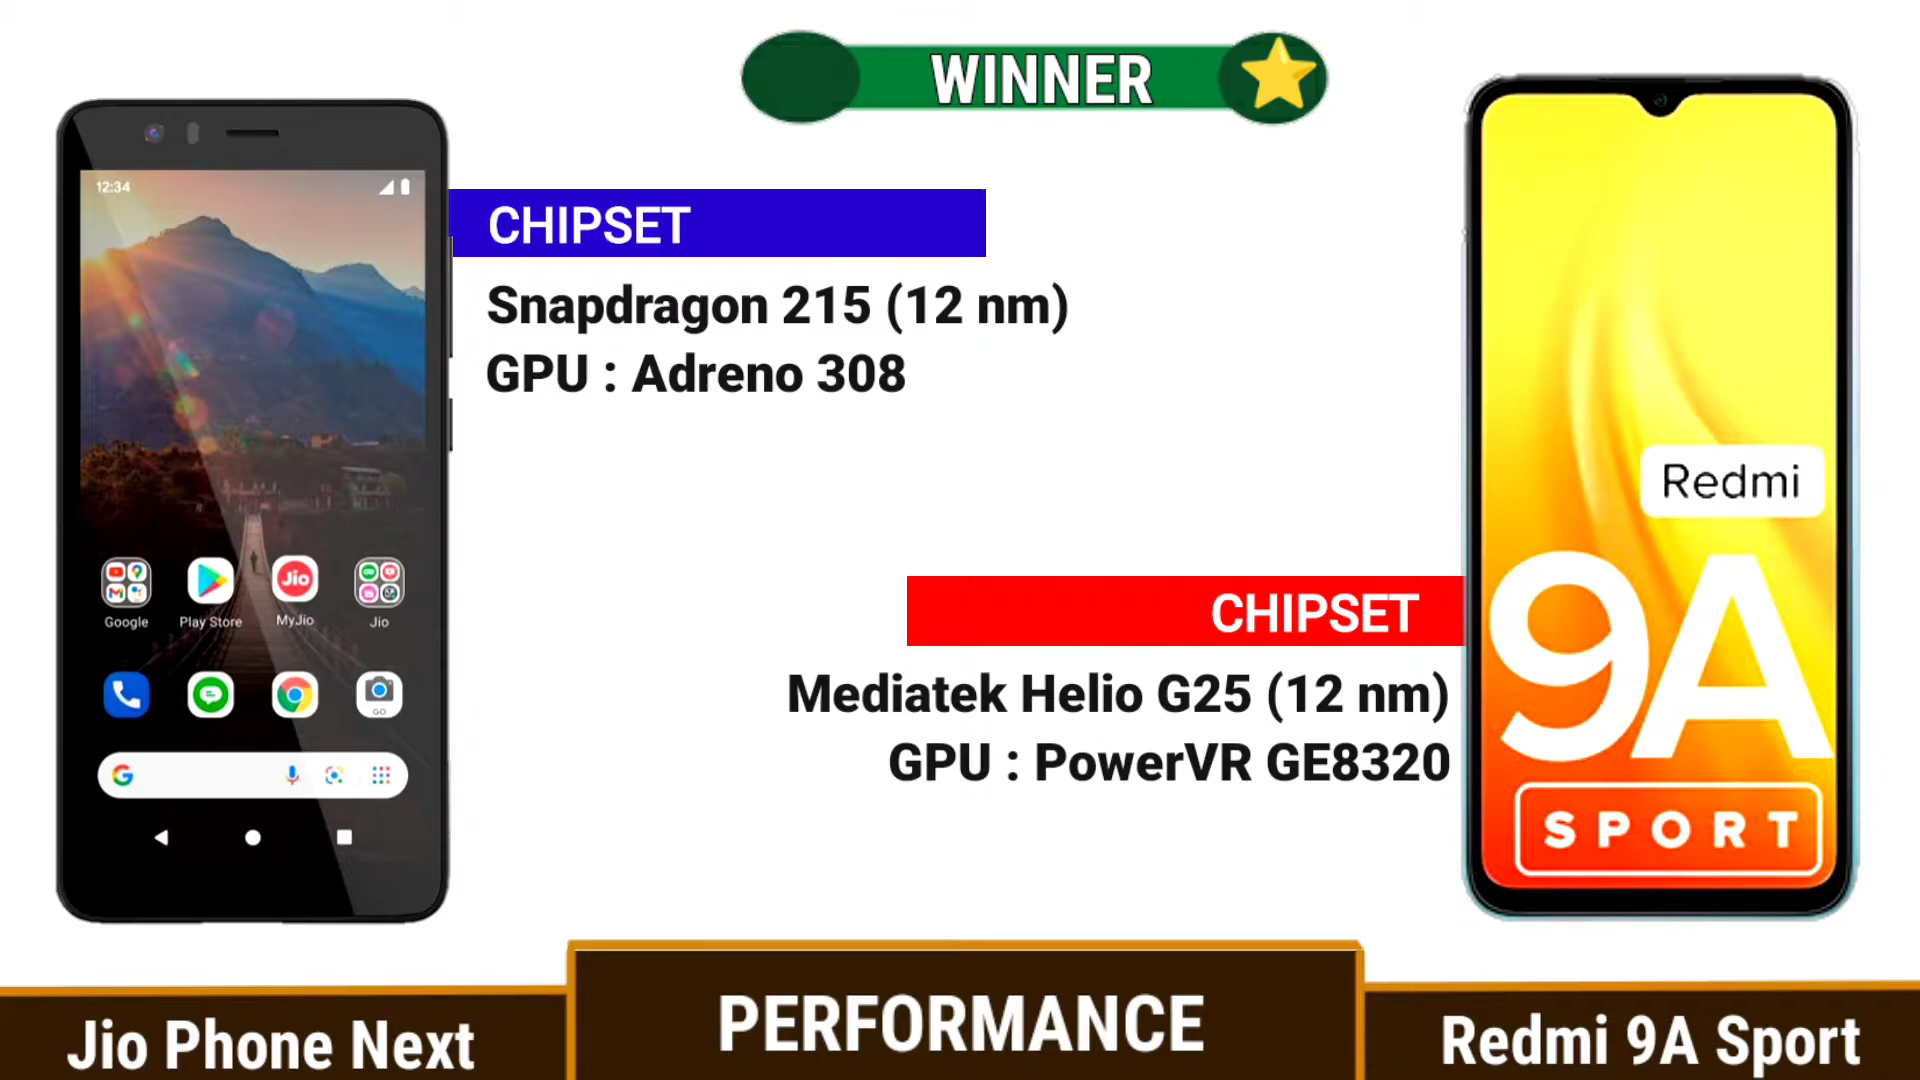 WINNER
12:34
CHIPSET
Snapdragon 215 (12 nm)
GPU : Adreno 308
Google
Play Store
Jio
MyJio
Jio
GO
CHIPSET
Mediatek Helio G25 (12 nm)
GPU : PowerVR GE8320
Redmi
9A
SPORT
Jio Phone Next
PERFORMANCE
Redmi 9A Sport